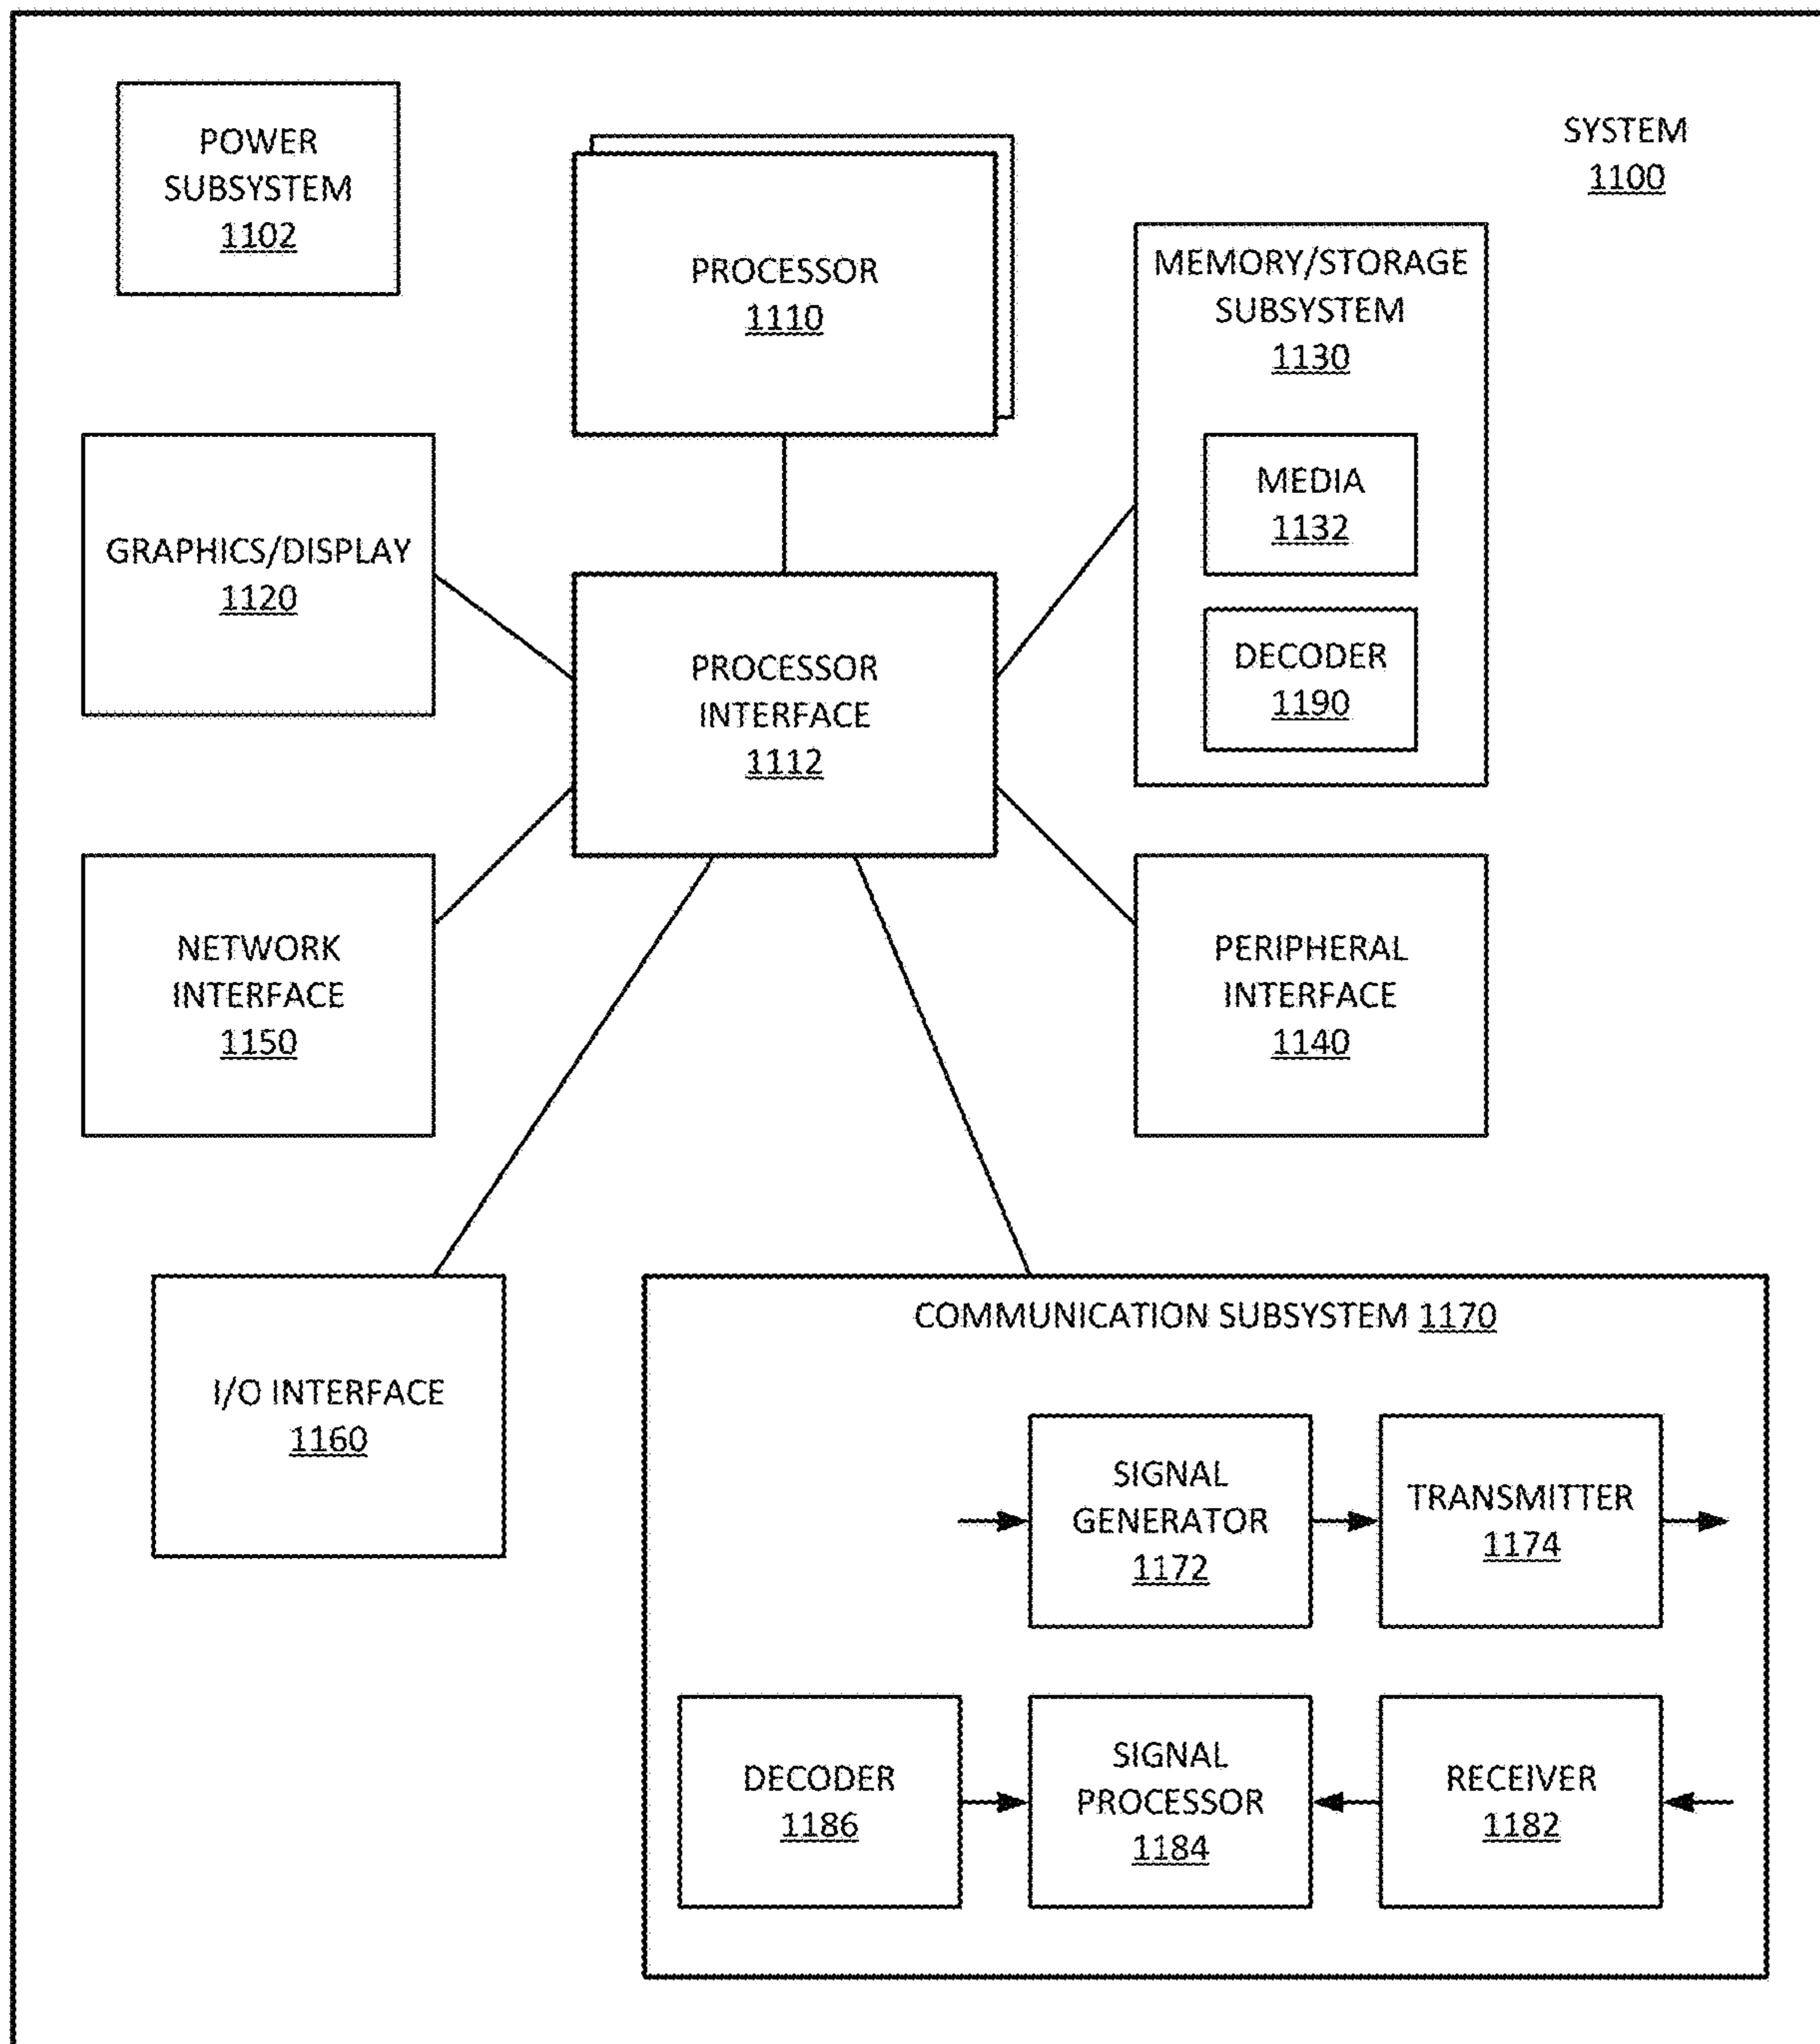 POWER
SUBSYSTEM
1102
SYSTEM
1100
PROCESSOR
1110
MEMORY/STORAGE
SUBSYSTEM
1130
MEDIA
1132
DECODER
1190
GRAPHICS/DISPLAY
1120
PROCESSOR
INTERFACE
1112
NETWORK
INTERFACE
1150
PERIPHERAL
INTERFACE
1140
I/O INTERFACE
1160
COMMUNICATION SUBSYSTEM 1170
SIGNAL
GENERATOR
1172
TRANSMITTER
1174
DECODER
1186
SIGNAL
PROCESSOR
1184
RECEIVER
1182